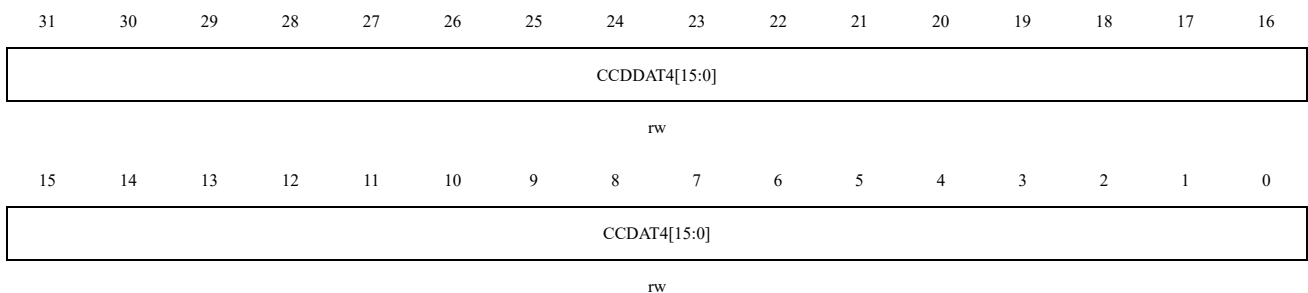 31 30 29 28 27 26 25 24 23 22 21 20 19 18 17 16
CCDDAT4[15:0]
rw
15 14 13 12 11 10 9 8 7 6 5 4 3 2 1 0
CCDAT4[15:0]
rw